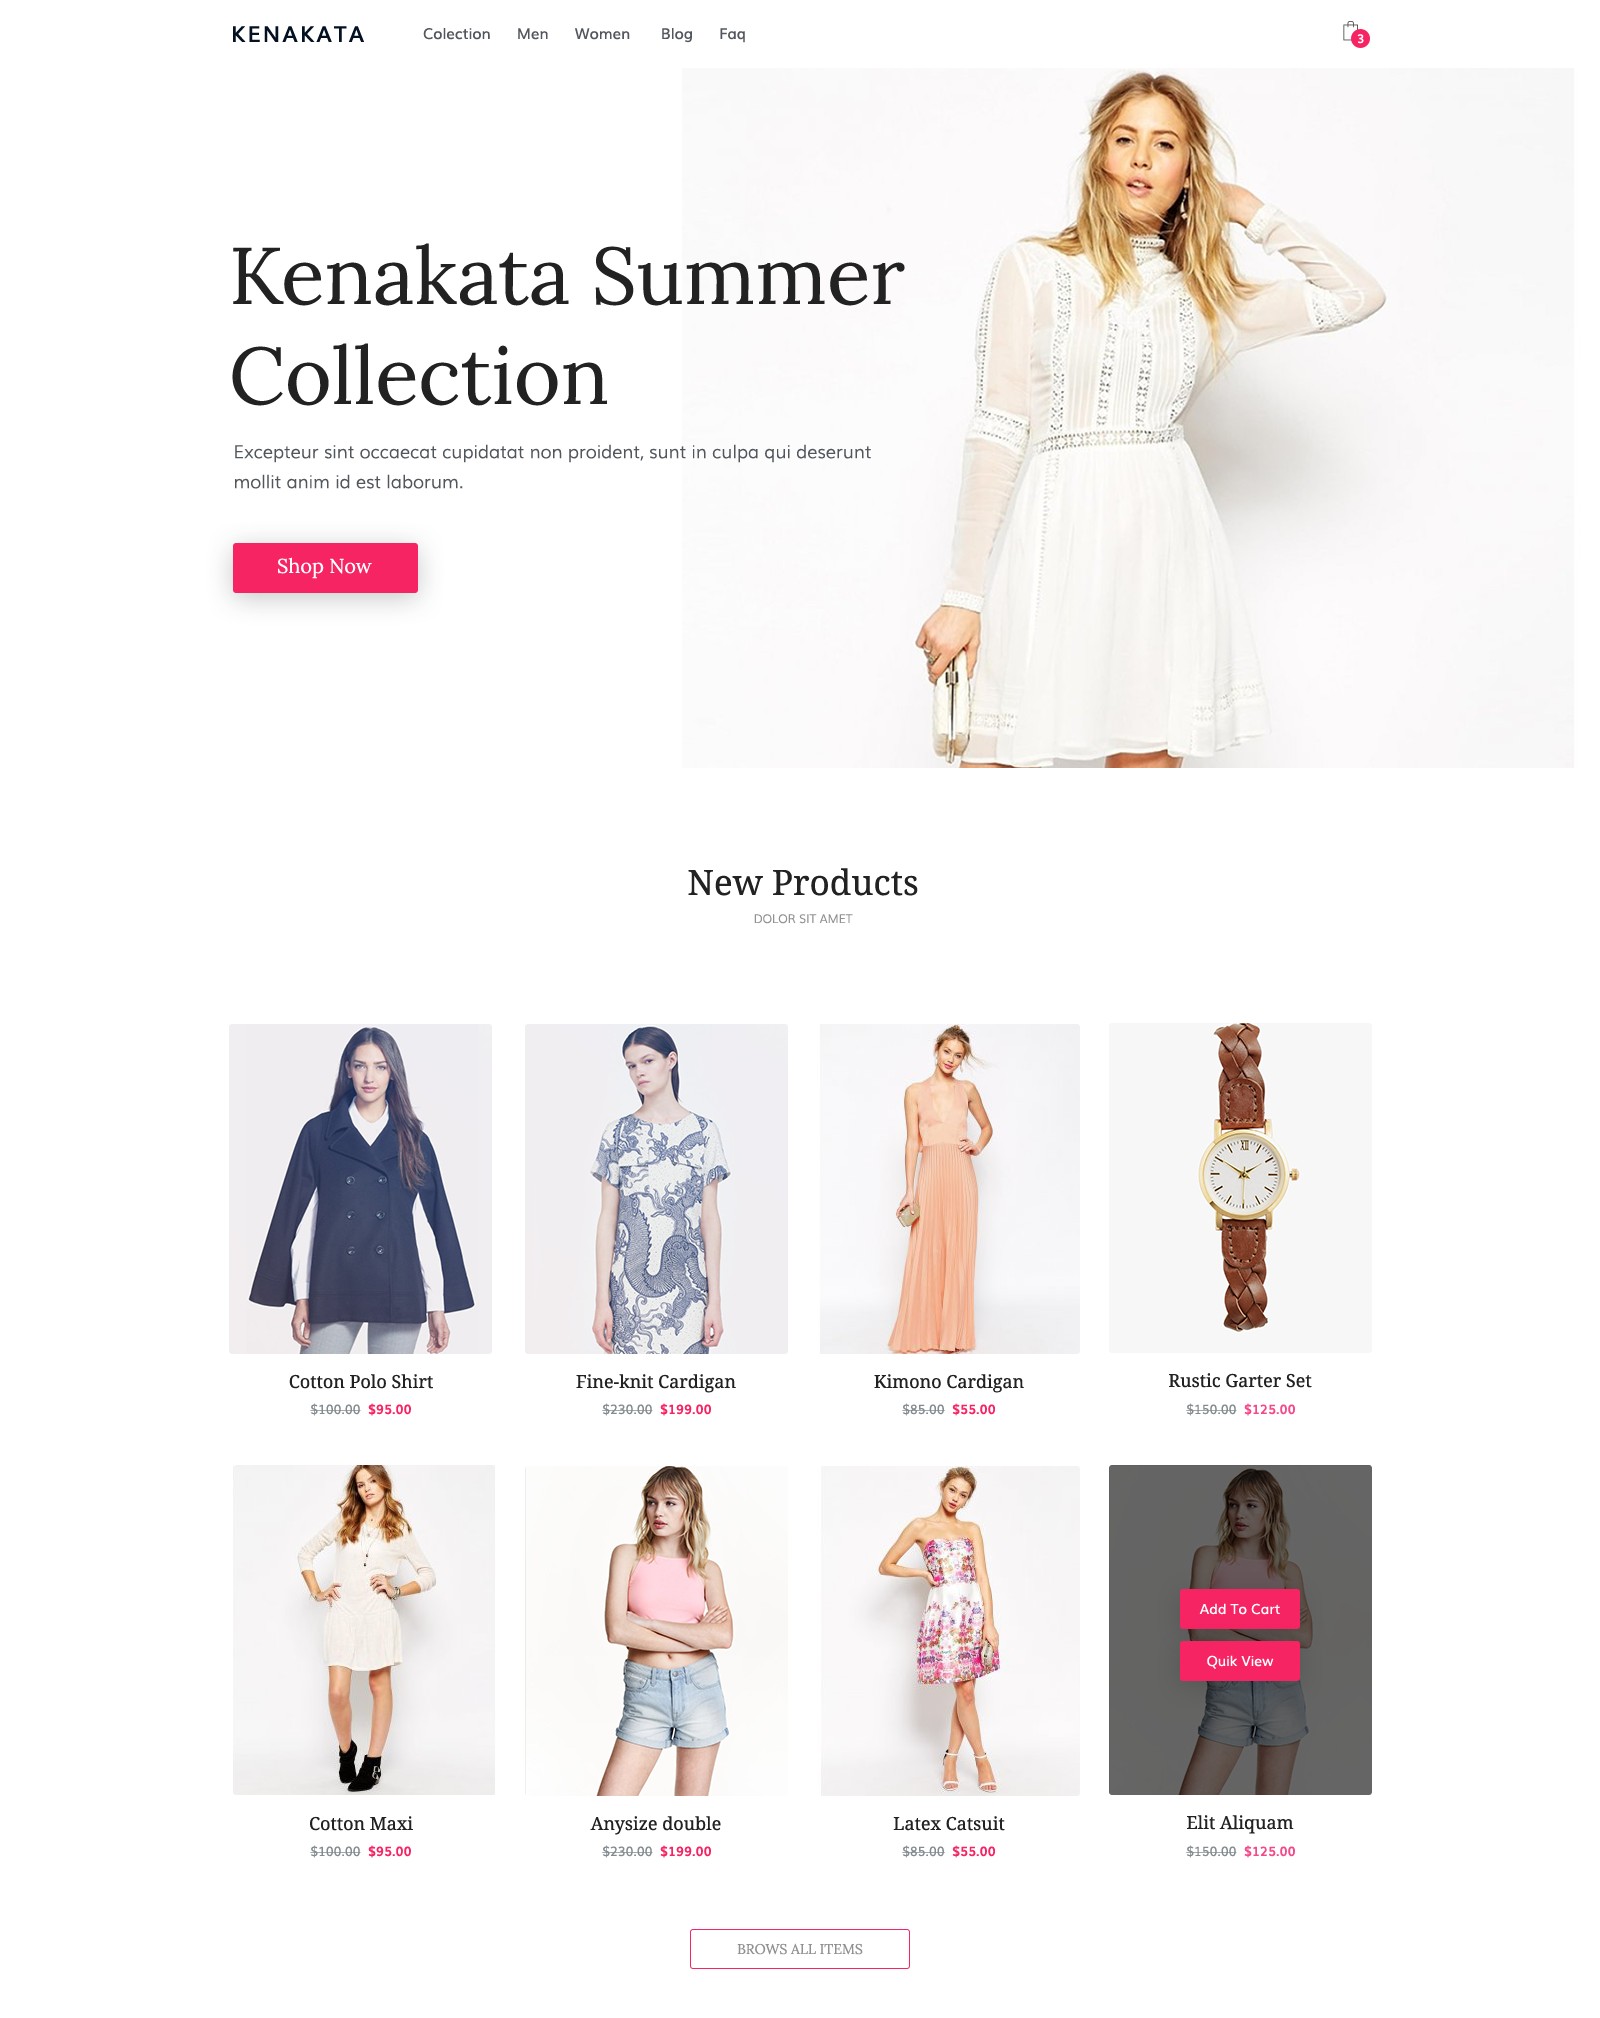 KENAKATA
Colection Men Women Blog Faq
3
Kenakata Summer
Collection
Excepteur sint occaecat cupidatat non proident, sunt in culpa qui deserunt
mollit anim id est laborum.
Shop Now
New Products
DOLOR SIT AMET
XII
Cotton Polo Shirt
$100.00 $95.00
Fine-knit Cardigan
$230.00 $199.00
Kimono Cardigan
$85.00 $55.00
Rustic Garter Set
$150.00 $125.00
Add To Cart
Quik View
Cotton Maxi
$100.00 $95.00
Anysize double
$230.00 $199.00
Latex Catsuit
$85.00 $55.00
Elit Aliquam
$150.00 $125.00
BROWS ALL ITEMS